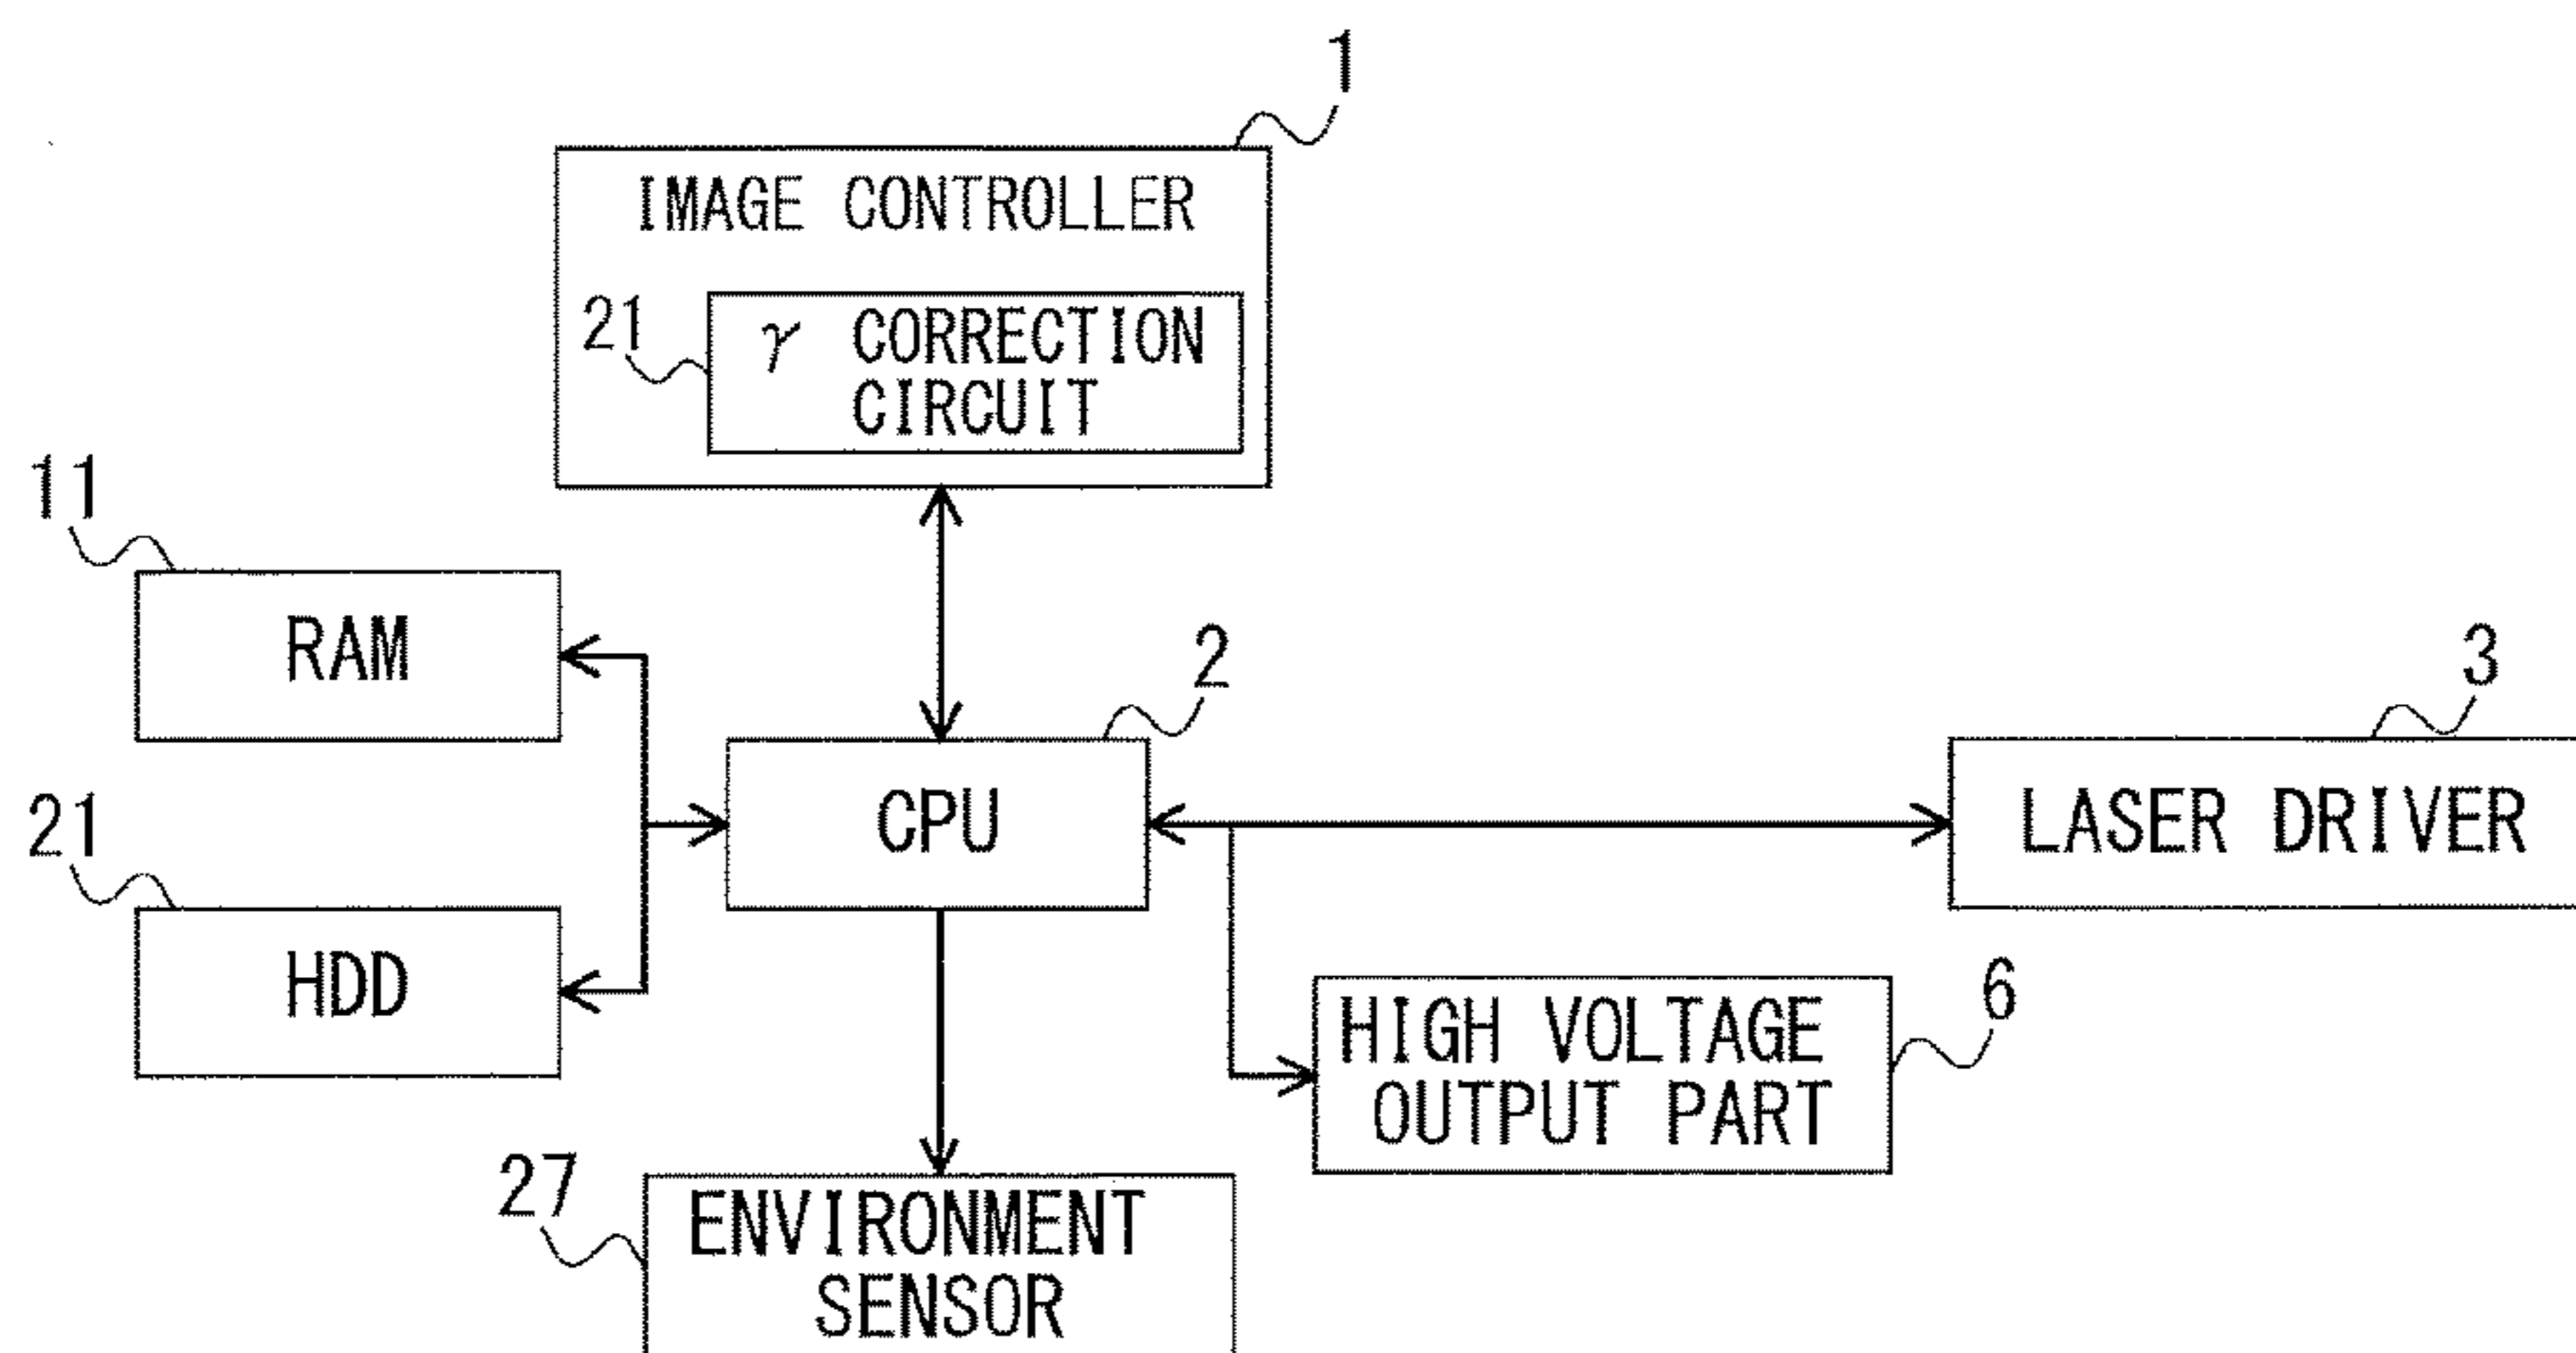 1
IMAGE CONTROLLER
21
γ CORRECTION
CIRCUIT
11
RAM
2
CPU
3
LASER DRIVER
21
HDD
6
HIGH VOLTAGE
OUTPUT PART
27
ENVIRONMENT
SENSOR